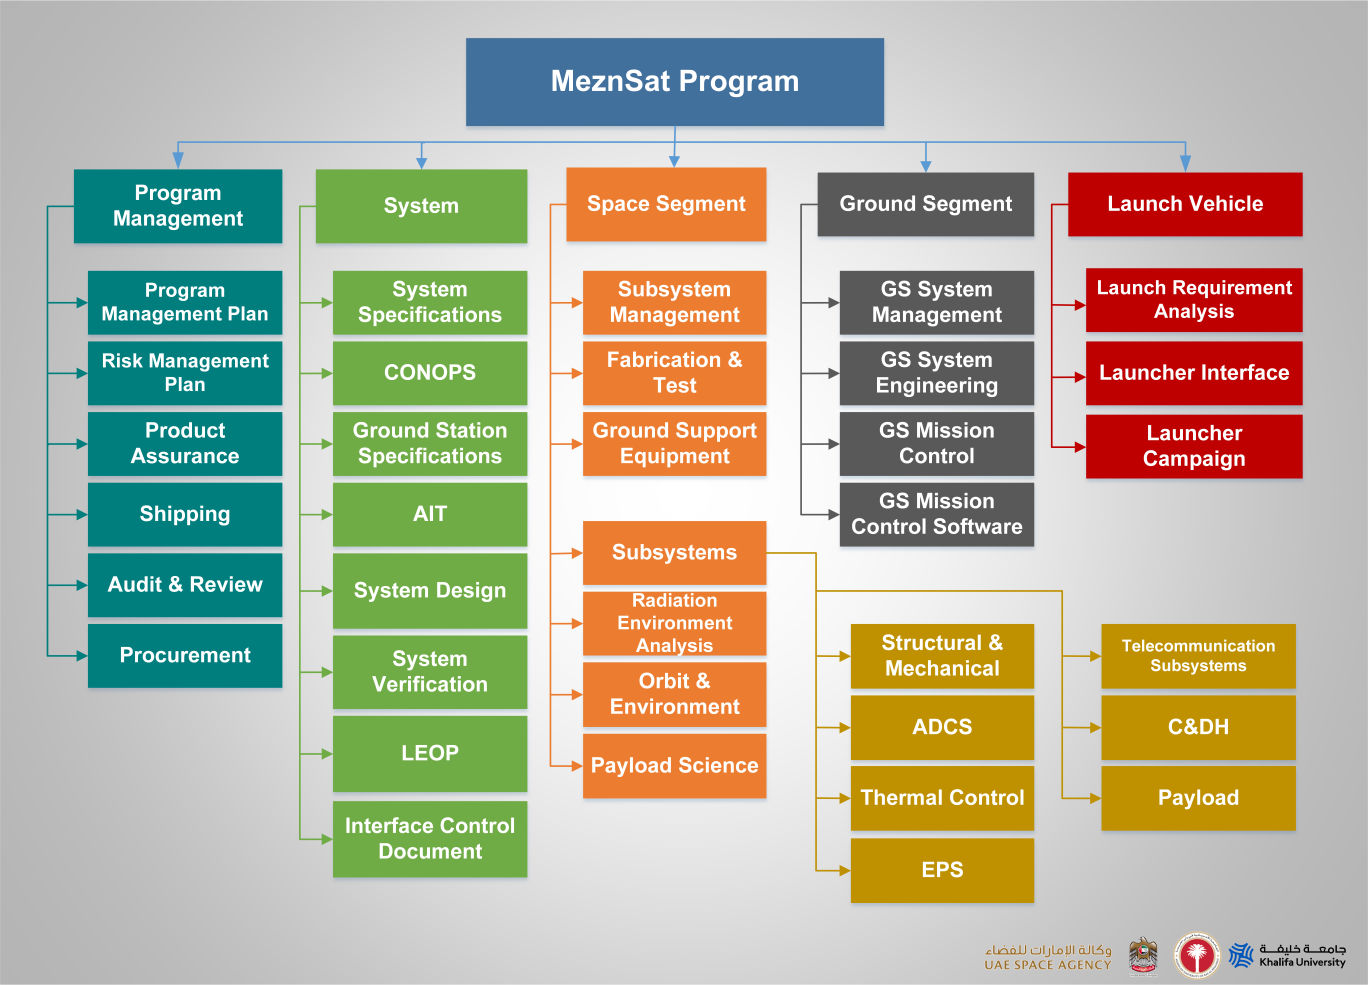 MeznSat Program
Program
Management
Program
Management Plan
Risk Management
Plan
Product
Assurance
Shipping
Audit & Review
Procurement
System
System
Specifications
CONOPS
Ground Station
Specifications
AIT
System Design
System
Verification
LEOP
Interface Control
Document
Space Segment
Subsystem
Management
Fabrication &
Test
Ground Support
Equipment
Subsystems
Radiation
Environment
Analysis
Orbit &
Environment
Payload Science
Structural &
Mechanical
ADCS
Thermal Control
EPS
Telecommunication
Subsystems
C&DH
Payload
Ground Segment
GS System
Management
GS System
Engineering
GS Mission
Control
GS Mission
Control Software
Launch Vehicle
Launch Requirement
Analysis
Launcher Interface
Launcher
Campaign
وكالة الإمارات للفضاء
UAE SPACE AGENCY
جامعة خليفة
Khalifa University